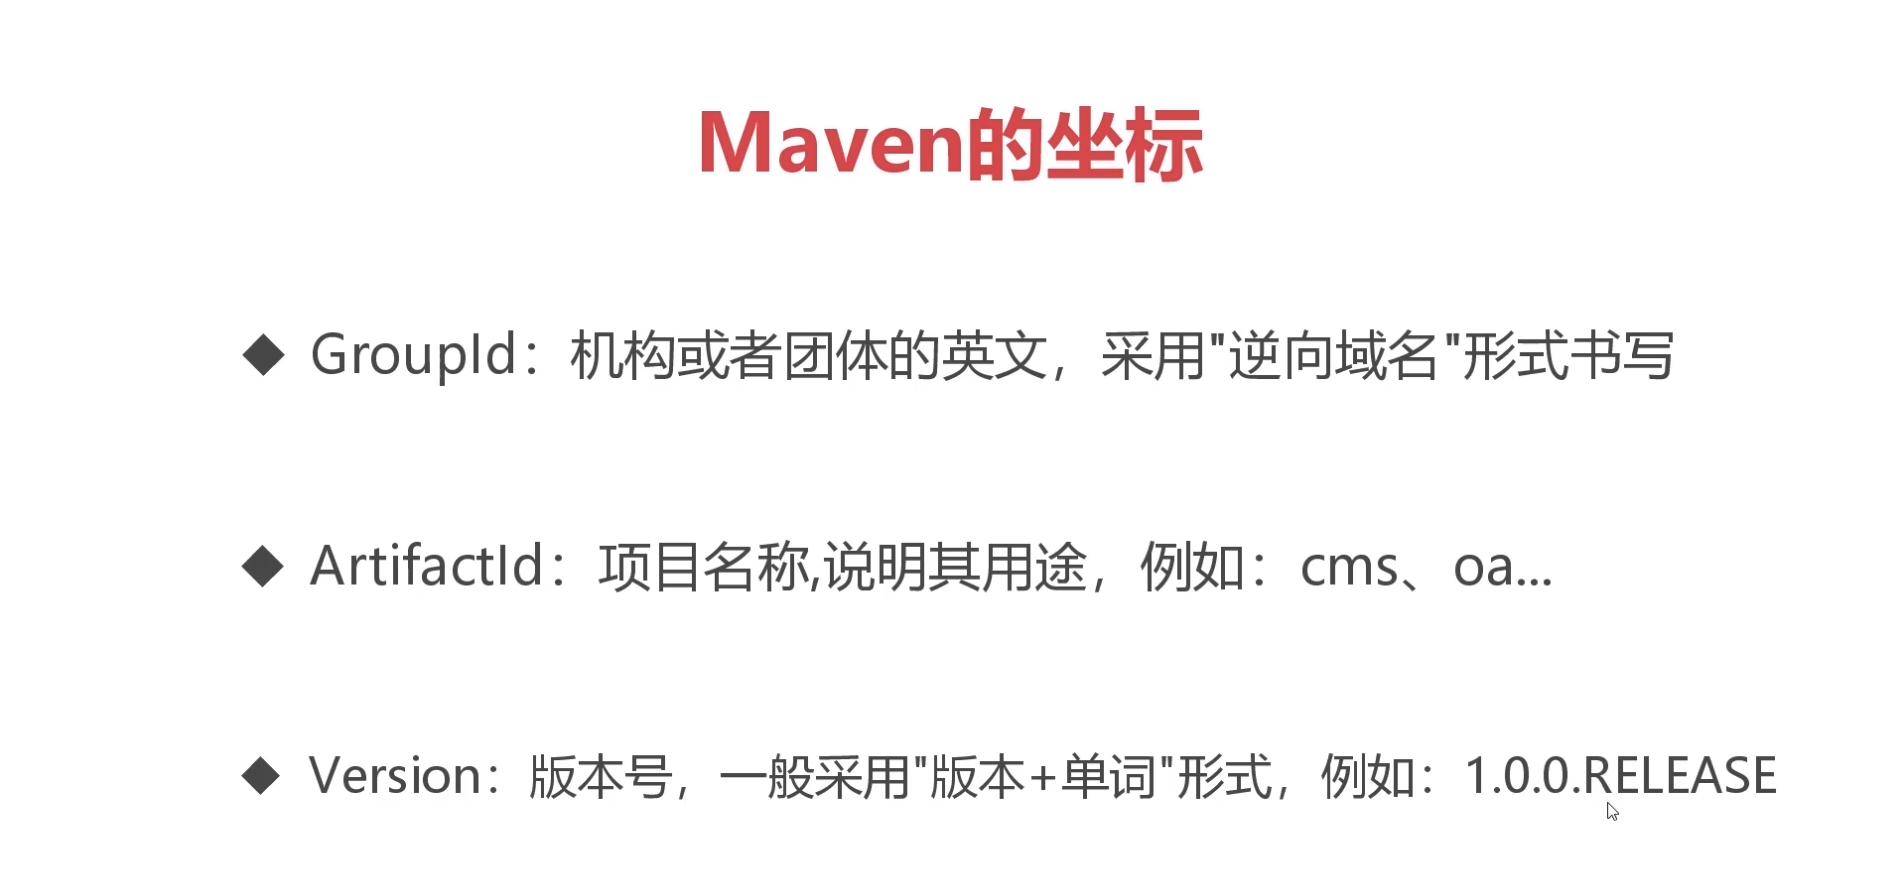 Maven的坐标
◆ GroupId：机构或者团体的英文，采用"逆向域名"形式书写
◆ ArtifactId：项目名称,说明其用途，例如：cms、oa...
◆ Version：版本号，一般采用"版本+单词"形式，例如：1.0.0.RELEASE